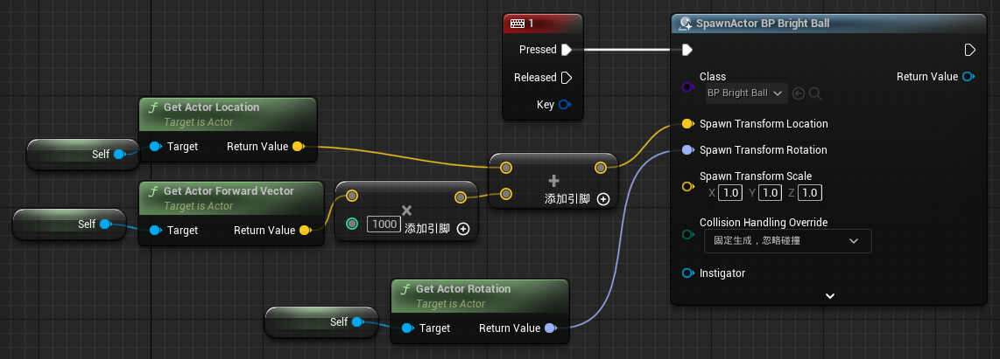 1
Pressed
Released
Key
SpawnActor BP Bright Ball
Class
BP Bright Ball
Return Value
Spawn Transform Location
Spawn Transform Rotation
Spawn Transform Scale
X 1.0 Y 1.0 Z 1.0
Collision Handling Override
固定生成，忽略碰撞
Instigator
Get Actor Location
Target is Actor
Self
Target Return Value
Get Actor Forward Vector
Target is Actor
Self
Target Return Value
×
1000 添加引脚
+
添加引脚
Get Actor Rotation
Target is Actor
Self
Target Return Value